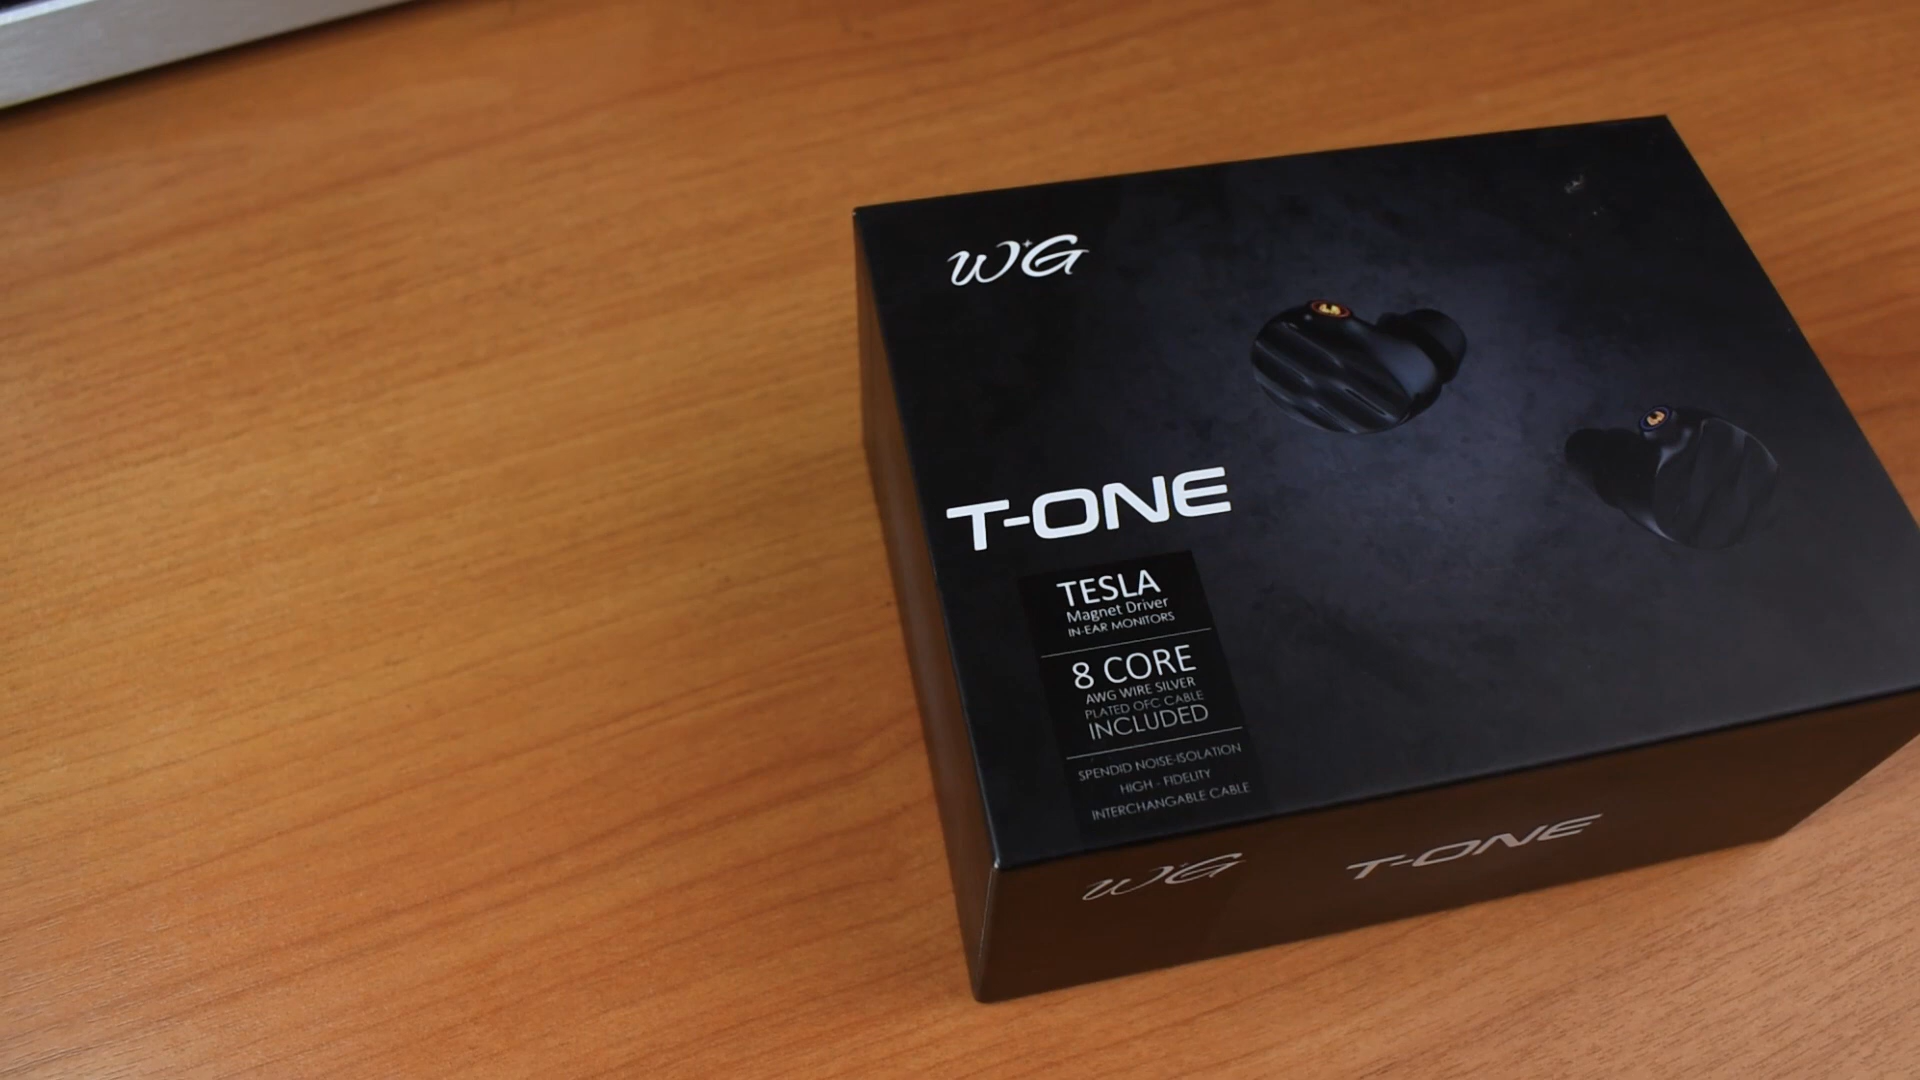 WG
T-ONE
TESLA
Magnet Driver
IN-EAR MONITORS
8 CORE
AWG WIRE SILVER
PLATED OFC CABLE
INCLUDED
SPENDID NOISE-ISOLATION
HIGH - FIDELITY
INTERCHANGABLE CABLE
WG
T-ONE